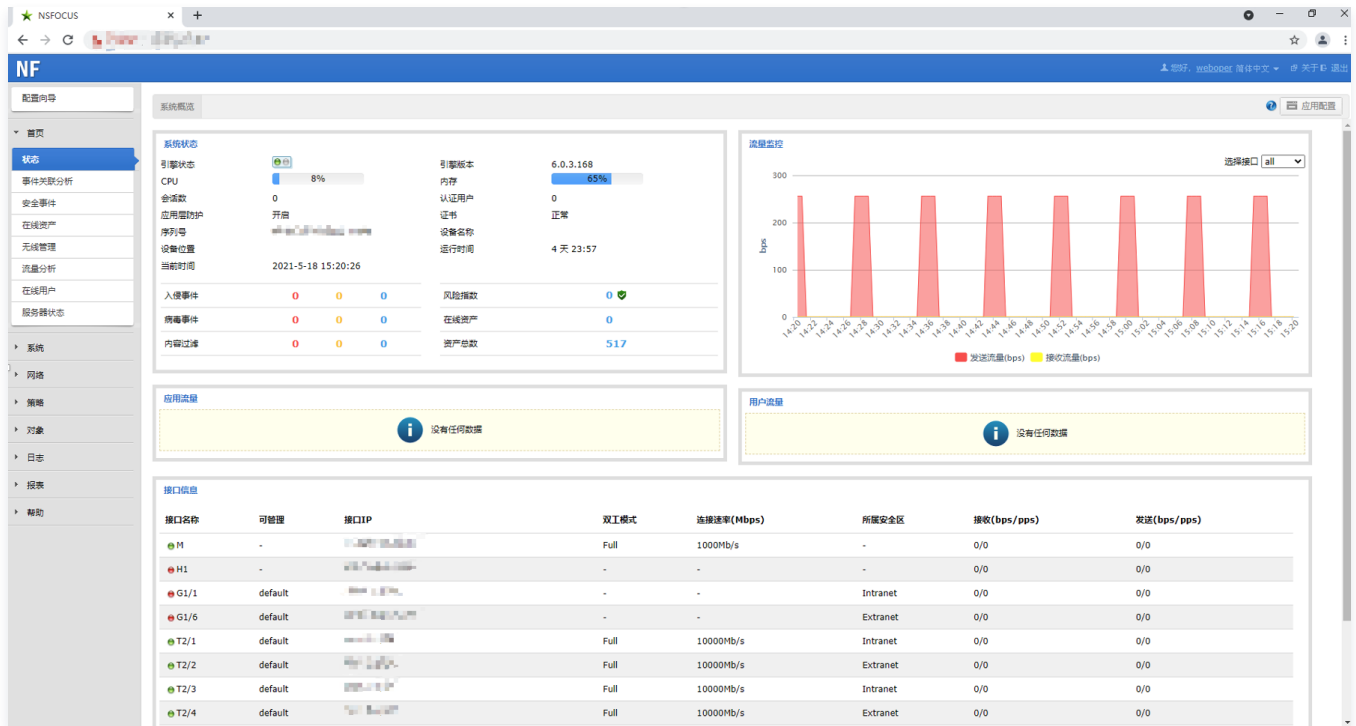 NSFOCUS
NF
您好, weboper 简体中文 关于 退出
配置向导
首页
状态
事件关联分析
安全事件
在线资产
无线管理
流量分析
在线用户
服务器状态
系统
网络
策略
对象
日志
报表
帮助
系统概览
应用配置
系统状态
引擎状态 引擎版本 6.0.3.168
CPU 8% 内存 65%
会话数 0 认证用户 0
应用层防护 开启 证书 正常
序列号 设备名称
设备位置 运行时间 4 天 23:57
当前时间 2021-5-18 15:20:26
入侵事件 0 0 0 风险指数 0
病毒事件 0 0 0 在线资产 0
内容过滤 0 0 0 资产总数 517
流量监控
选择接口 all
300
200
100
0
bps
14:20 14:22 14:24 14:26 14:28 14:30 14:32 14:34 14:36 14:38 14:40 14:42 14:44 14:46 14:48 14:50 14:52 14:54 14:56 14:58 15:00 15:02 15:04 15:06 15:08 15:10 15:12 15:14 15:16 15:18 15:20
发送流量(bps) 接收流量(bps)
应用流量
没有任何数据
用户流量
没有任何数据
接口信息
接口名称 可管理 接口IP 双工模式 连接速率(Mbps) 所属安全区 接收(bps/pps) 发送(bps/pps)
M - Full 1000Mb/s - 0/0 0/0
H1 - - - - 0/0 0/0
G1/1 default - - Intranet 0/0 0/0
G1/6 default - - Extranet 0/0 0/0
T2/1 default Full 10000Mb/s Intranet 0/0 0/0
T2/2 default Full 10000Mb/s Extranet 0/0 0/0
T2/3 default Full 10000Mb/s Intranet 0/0 0/0
T2/4 default Full 10000Mb/s Extranet 0/0 0/0